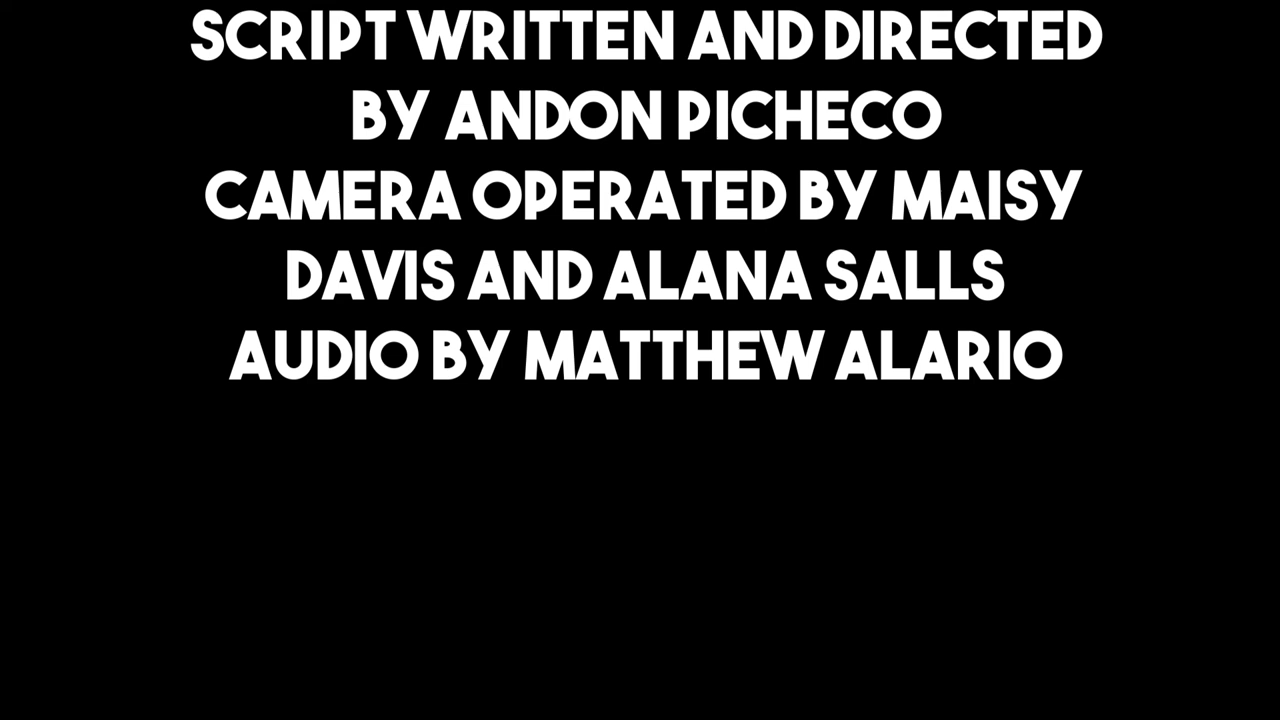 SCRIPT WRITTEN AND DIRECTED
BY ANDON PICHECO
CAMERA OPERATED BY MAISY
DAVIS AND ALANA SALLS
AUDIO BY MATTHEW ALARIO